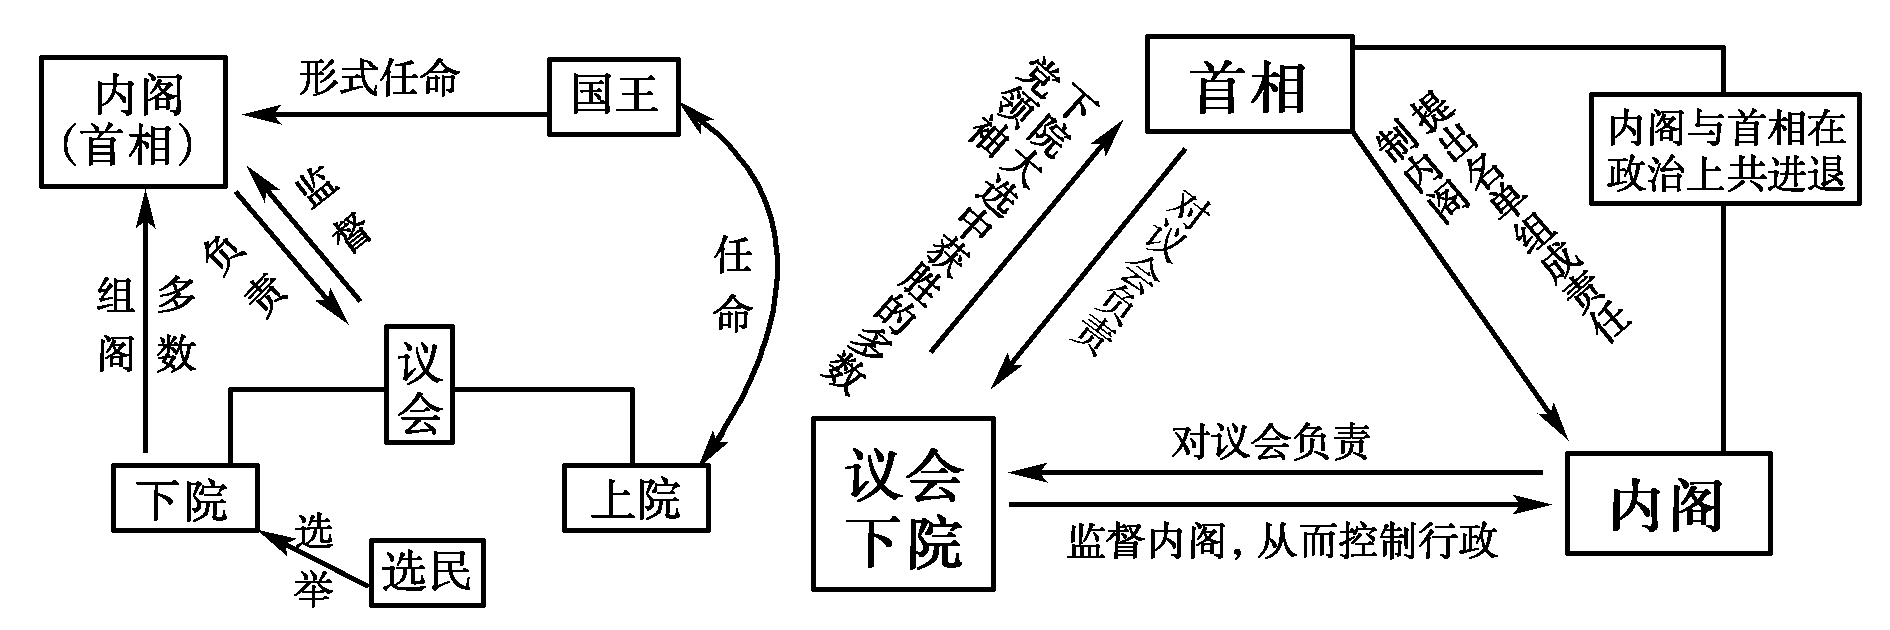 内阁
(首相)
形式任命
国王
监督
负责
任命
组阁
多数
议会
下院
上院
选举
选民
首相
下院大选中获胜的多数
党领袖
对议会负责
提出名单组成责任
制内阁
内阁与首相在
政治上共进退
议会
下院
对议会负责
监督内阁，从而控制行政
内阁